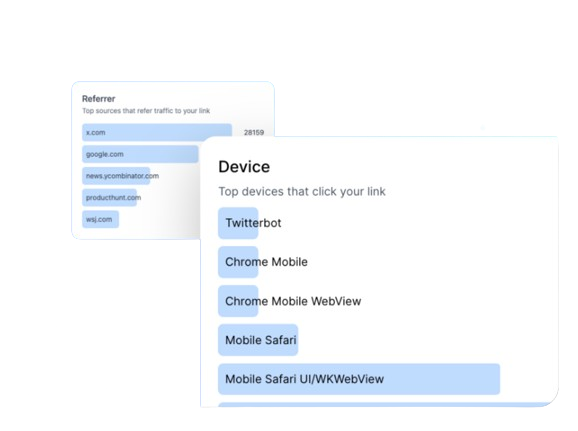 Referrer
Top sources that refer traffic to your link
x.com 28159
google.com
news.ycombinator.com
producthunt.com
wsj.com
Device
Top devices that click your link
Twitterbot
Chrome Mobile
Chrome Mobile WebView
Mobile Safari
Mobile Safari UI/WKWebView